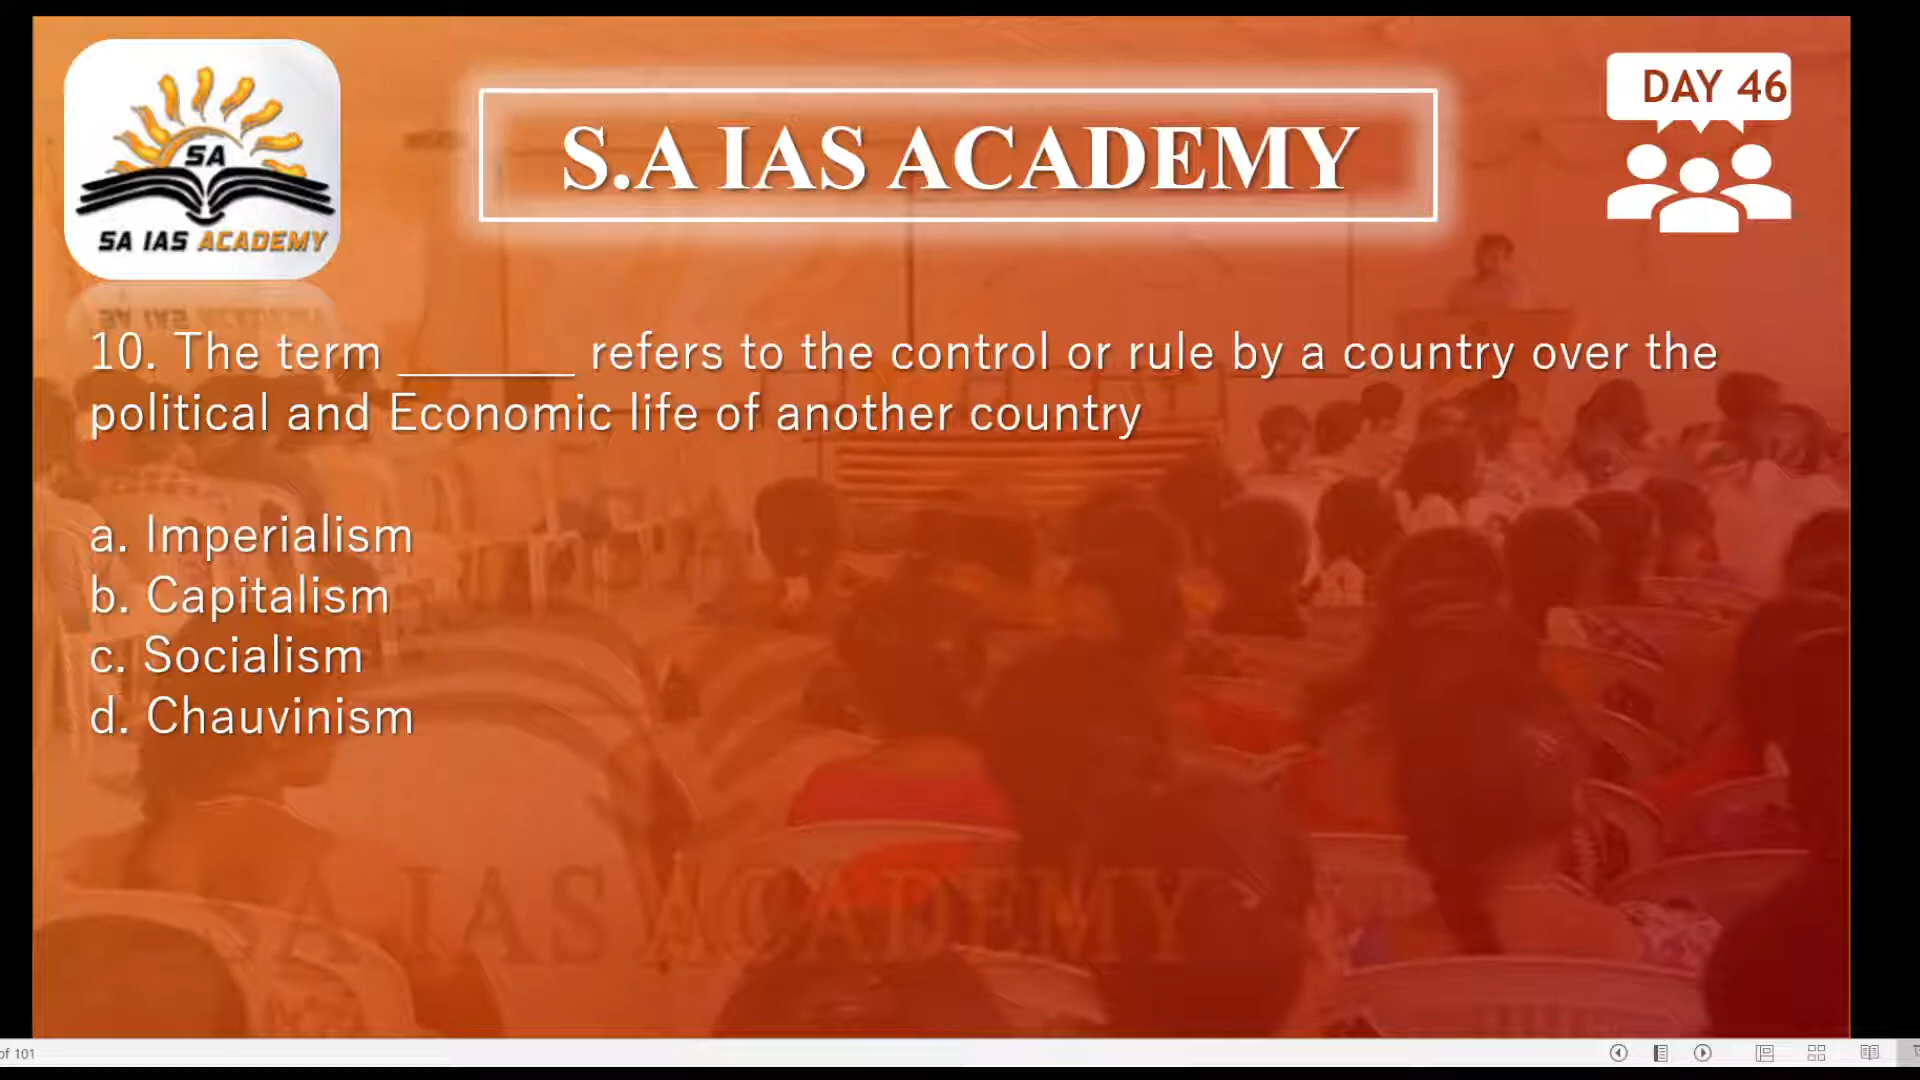 DAY 46
S.A IAS ACADEMY
SA
SA IAS ACADEMY
10. The term _______ refers to the control or rule by a country over the
political and Economic life of another country
a. Imperialism
b. Capitalism
c. Socialism
d. Chauvinism
SA IAS ACADEMY
of 101